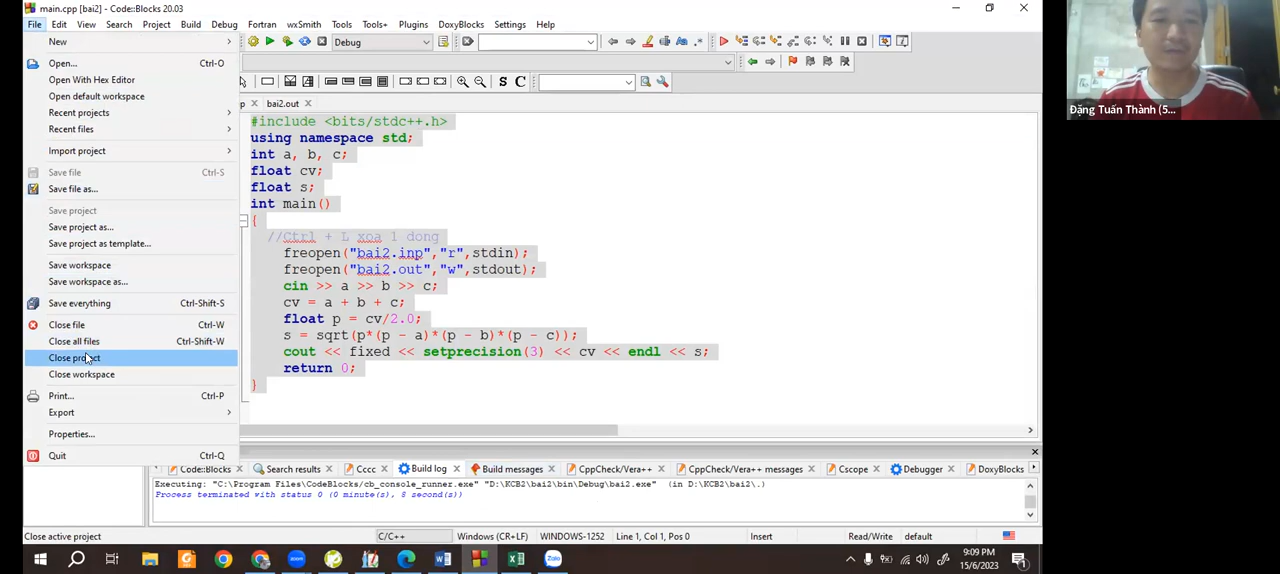 main.cpp [bai2] - Code::Blocks 20.03
File Edit View Search Project Build Debug Fortran wxSmith Tools Tools+ Plugins DoxyBlocks Settings Help
New
Open... Ctrl-O
Open With Hex Editor
Open default workspace
Recent projects
Recent files
Import project
Save file Ctrl-S
Save file as...
Save project
Save project as...
Save project as template...
Save workspace
Save workspace as...
Save everything Ctrl-Shift-S
Close file Ctrl-W
Close all files Ctrl-Shift-W
Close project
Close workspace
Print... Ctrl-P
Export
Properties...
Quit Ctrl-Q
Debug
S C
bai2.out
#include <bits/stdc++.h>
using namespace std;
int a, b, c;
float cv;
float s;
int main()
{
//Ctrl + L xoa 1 dong
freopen("bai2.inp","r",stdin);
freopen("bai2.out","w",stdout);
cin >> a >> b >> c;
cv = a + b + c;
float p = cv/2.0;
s = sqrt(p*(p - a)*(p - b)*(p - c));
cout << fixed << setprecision(3) << cv << endl << s;
return 0;
}
Code::Blocks Search results Cccc Build log Build messages CppCheck/Vera++ CppCheck/Vera++ messages Cscope Debugger DoxyBlocks
Executing: "C:\Program Files\CodeBlocks/cb_console_runner.exe" "D:\KCB2\bai2\bin\Debug\bai2.exe" (in D:\KCB2\bai2\.)
Process terminated with status 0 (0 minute(s), 8 second(s))
Close active project C/C++ Windows (CR+LF) WINDOWS-1252 Line 1, Col 1, Pos 0 Insert Read/Write default
9:09 PM
15/6/2023
Đặng Tuấn Thành (5...